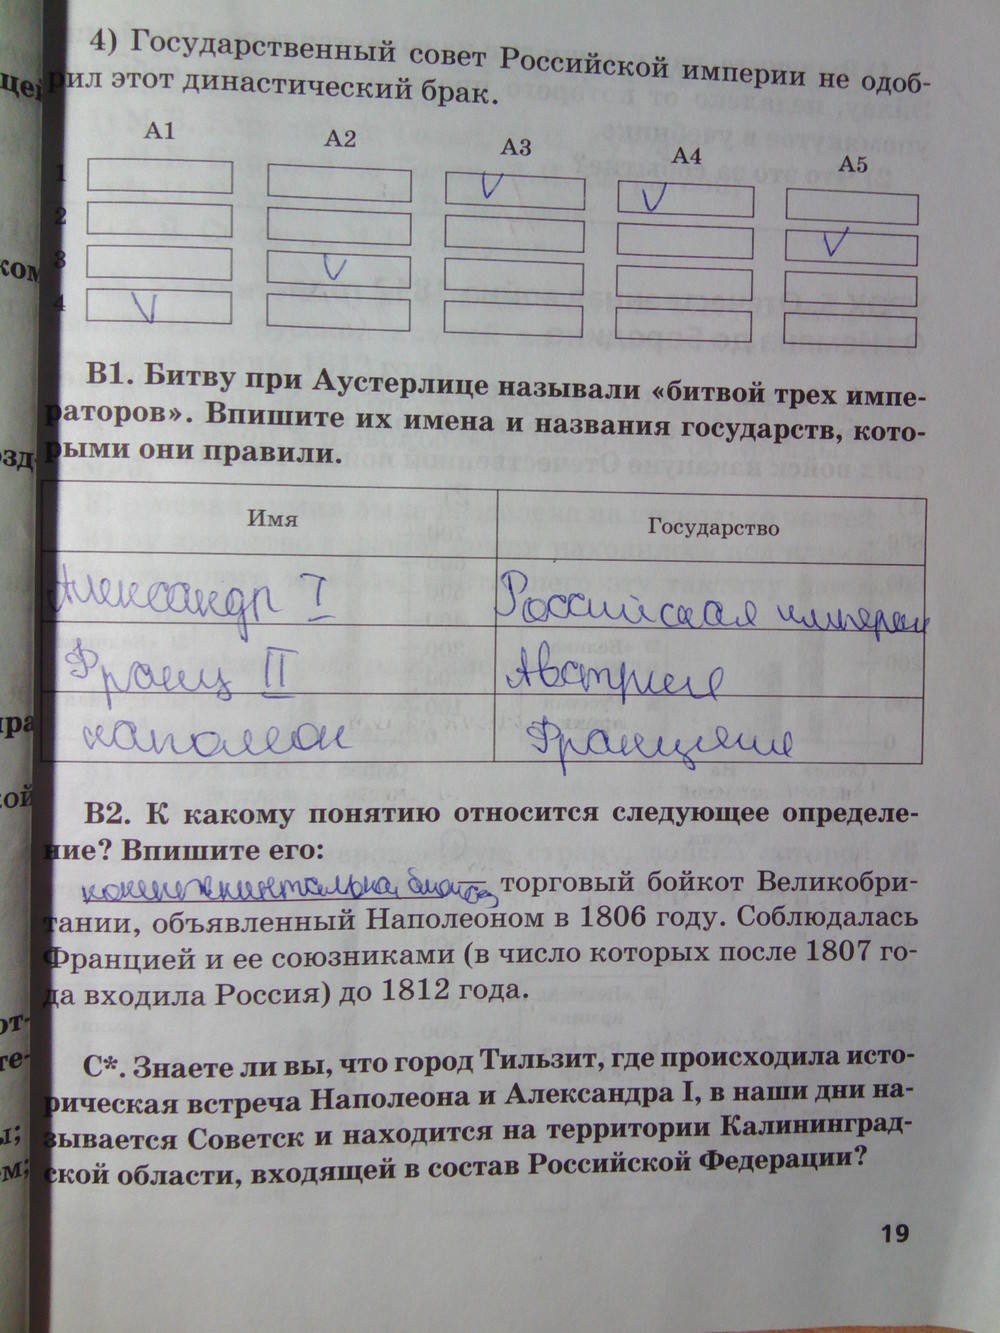 4) Государственный совет Российской империи не одоб-
рил этот династический брак.
А1 А2 А3 А4 А5
1 V V
2 V
3 V
4 V
В1. Битву при Аустерлице называли «битвой трех импе-
раторов». Впишите их имена и названия государств, кото-
рыми они правили.
Имя Государство
Александр I Российская империя
Франц II Австрия
наполеон
В2. К какому понятию относится следующее определе-
ние? Впишите его:
континентальная торговый бойкот Великобри-
тании, объявленный Наполеоном в 1806 году. Соблюдалась
Францией и ее союзниками (в число которых после 1807 го-
да входила Россия) до 1812 года.
С*. Знаете ли вы, что город Тильзит, где происходила исто-
рическая встреча Наполеона и Александра I, в наши дни на-
зывается Советск и находится на территории Калининград-
ской области, входящей в состав Российской Федерации?
19